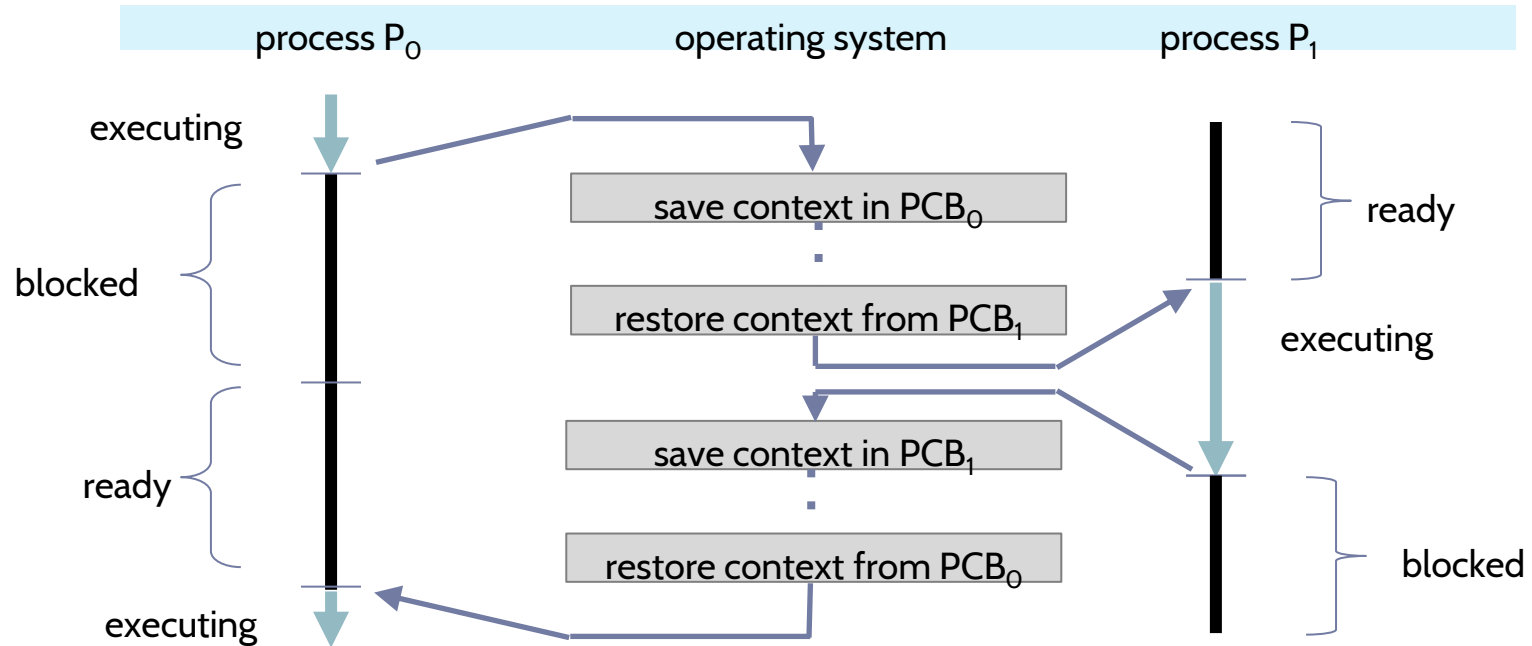 process P₀
operating system
process P₁
executing
save context in PCB₀
ready
blocked
restore context from PCB₁
executing
save context in PCB₁
ready
restore context from PCB₀
blocked
executing